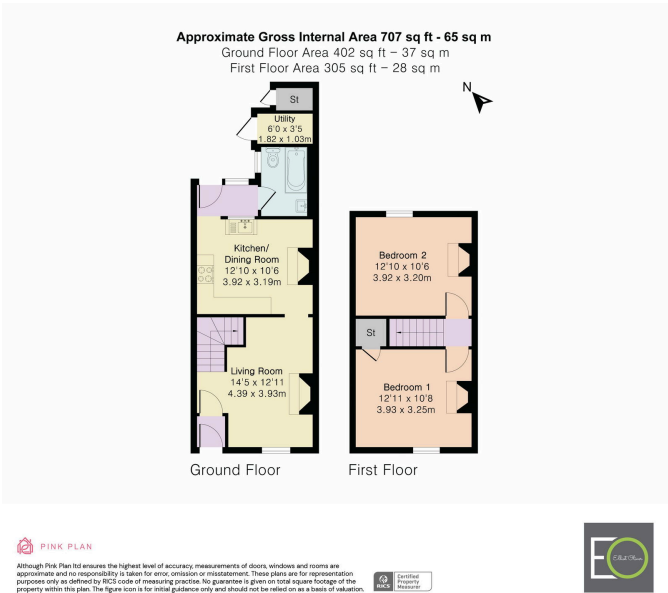 Approximate Gross Internal Area 707 sq ft - 65 sq m
Ground Floor Area 402 sq ft – 37 sq m
First Floor Area 305 sq ft – 28 sq m
N
St
Utility
6'0 x 3'5
1.82 x 1.03m
Kitchen/
Dining Room
12'10 x 10'6
3.92 x 3.19m
Living Room
14'5 x 12'11
4.39 x 3.93m
Ground Floor
Bedroom 2
12'10 x 10'6
3.92 x 3.20m
St
Bedroom 1
12'11 x 10'8
3.93 x 3.25m
First Floor
PINK PLAN
Although Pink Plan ltd ensures the highest level of accuracy, measurements of doors, windows and rooms are
approximate and no responsibility is taken for error, omission or misstatement. These plans are for representation
purposes only as defined by RICS code of measuring practise. No guarantee is given on total square footage of the
property within this plan. The figure icon is for initial guidance only and should not be relied on as a basis of valuation.
RICS
Certified
Property
Measurer
EO